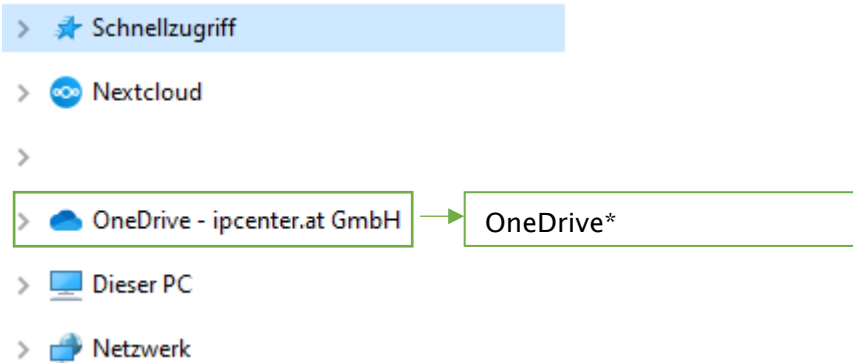 Schnellzugriff
Nextcloud
OneDrive - ipcenter.at GmbH
OneDrive*
Dieser PC
Netzwerk